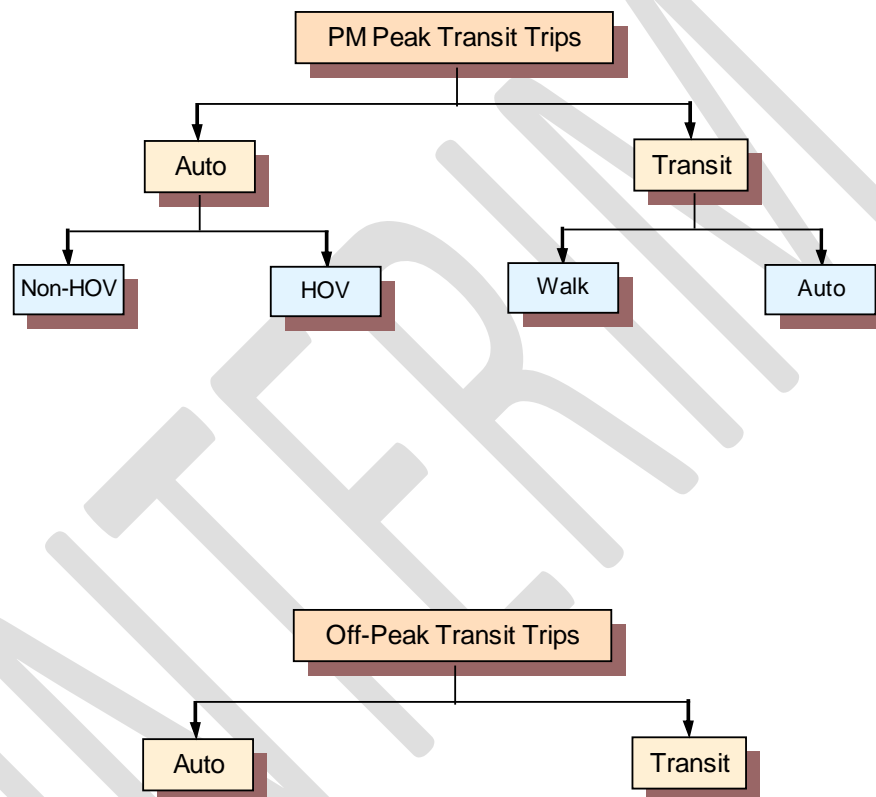 PM Peak Transit Trips
Auto
Transit
Non-HOV
HOV
Walk
Auto
Off-Peak Transit Trips
Auto
Transit
INTERIM